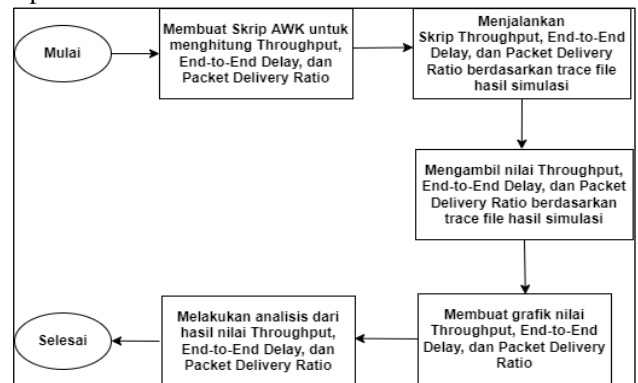 Mulai
Membuat Skrip AWK untuk
menghitung Throughput,
End-to-End Delay, dan
Packet Delivery Ratio
Menjalankan
Skrip Throughput, End-to-End
Delay, dan Packet Delivery
Ratio berdasarkan trace file
hasil simulasi
Mengambil nilai Throughput,
End-to-End Delay, dan Packet
Delivery Ratio berdasarkan
trace file hasil simulasi
Membuat grafik nilai
Throughput, End-to-End
Delay, dan Packet Delivery
Ratio
Melakukan analisis dari
hasil nilai Throughput,
End-to-End Delay, dan
Packet Delivery Ratio
Selesai